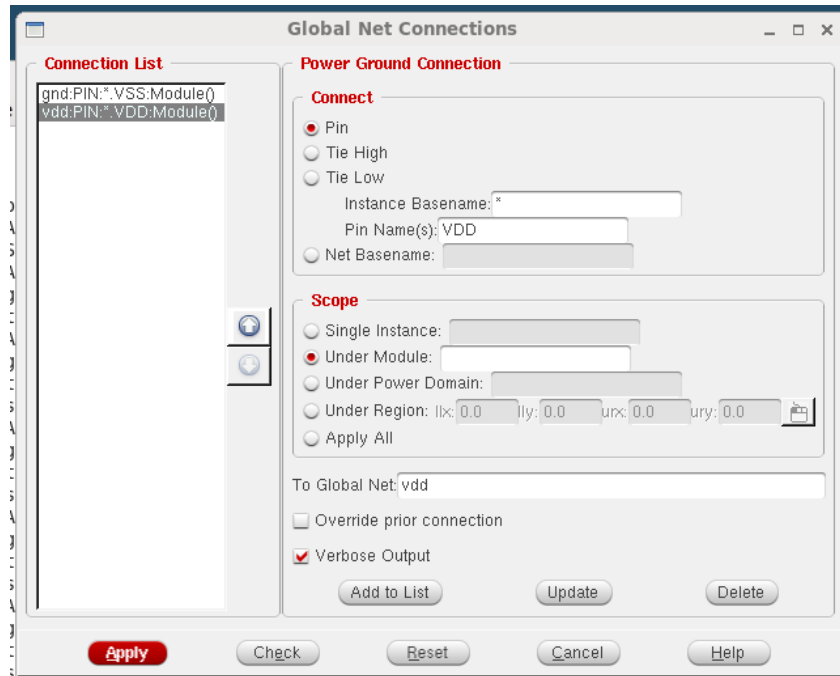 Global Net Connections
Connection List
gnd:PIN:*.VSS:Module()
vdd:PIN:*.VDD:Module()
Power Ground Connection
Connect
Pin
Tie High
Tie Low
Instance Basename: *
Pin Name(s): VDD
Net Basename:
Scope
Single Instance:
Under Module:
Under Power Domain:
Under Region: llx: 0.0 lly: 0.0 urx: 0.0 ury: 0.0
Apply All
To Global Net: vdd
Override prior connection
Verbose Output
Add to List Update Delete
Apply Check Reset Cancel Help